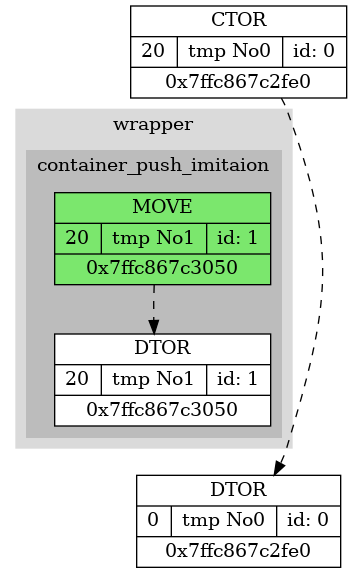 CTOR
20 tmp No0 id: 0
0x7ffc867c2fe0
wrapper
container_push_imitaion
MOVE
20 tmp No1 id: 1
0x7ffc867c3050
DTOR
20 tmp No1 id: 1
0x7ffc867c3050
DTOR
0 tmp No0 id: 0
0x7ffc867c2fe0